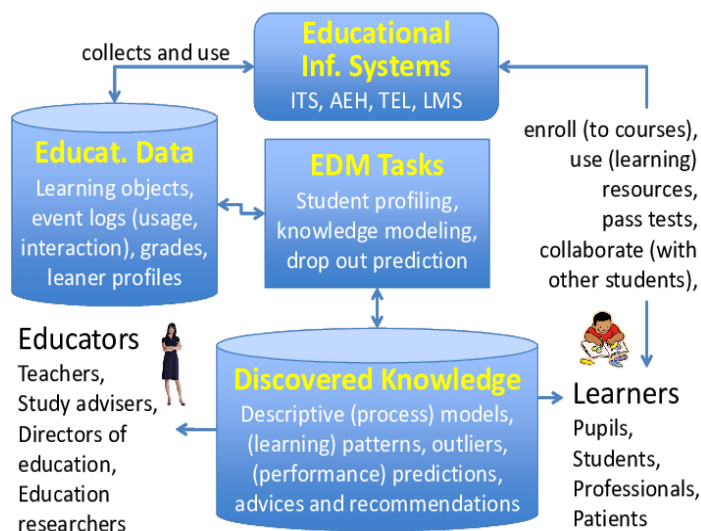 collects and use
Educational
Inf. Systems
ITS, AEH, TEL, LMS
Educat. Data
Learning objects,
event logs (usage,
interaction), grades,
leaner profiles
EDM Tasks
Student profiling,
knowledge modeling,
drop out prediction
enroll (to courses),
use (learning)
resources,
pass tests,
collaborate (with
other students),
Educators
Teachers,
Study advisers,
Directors of
education,
Education
researchers
Discovered Knowledge
Descriptive (process) models,
(learning) patterns, outliers,
(performance) predictions,
advices and recommendations
Learners
Pupils,
Students,
Professionals,
Patients